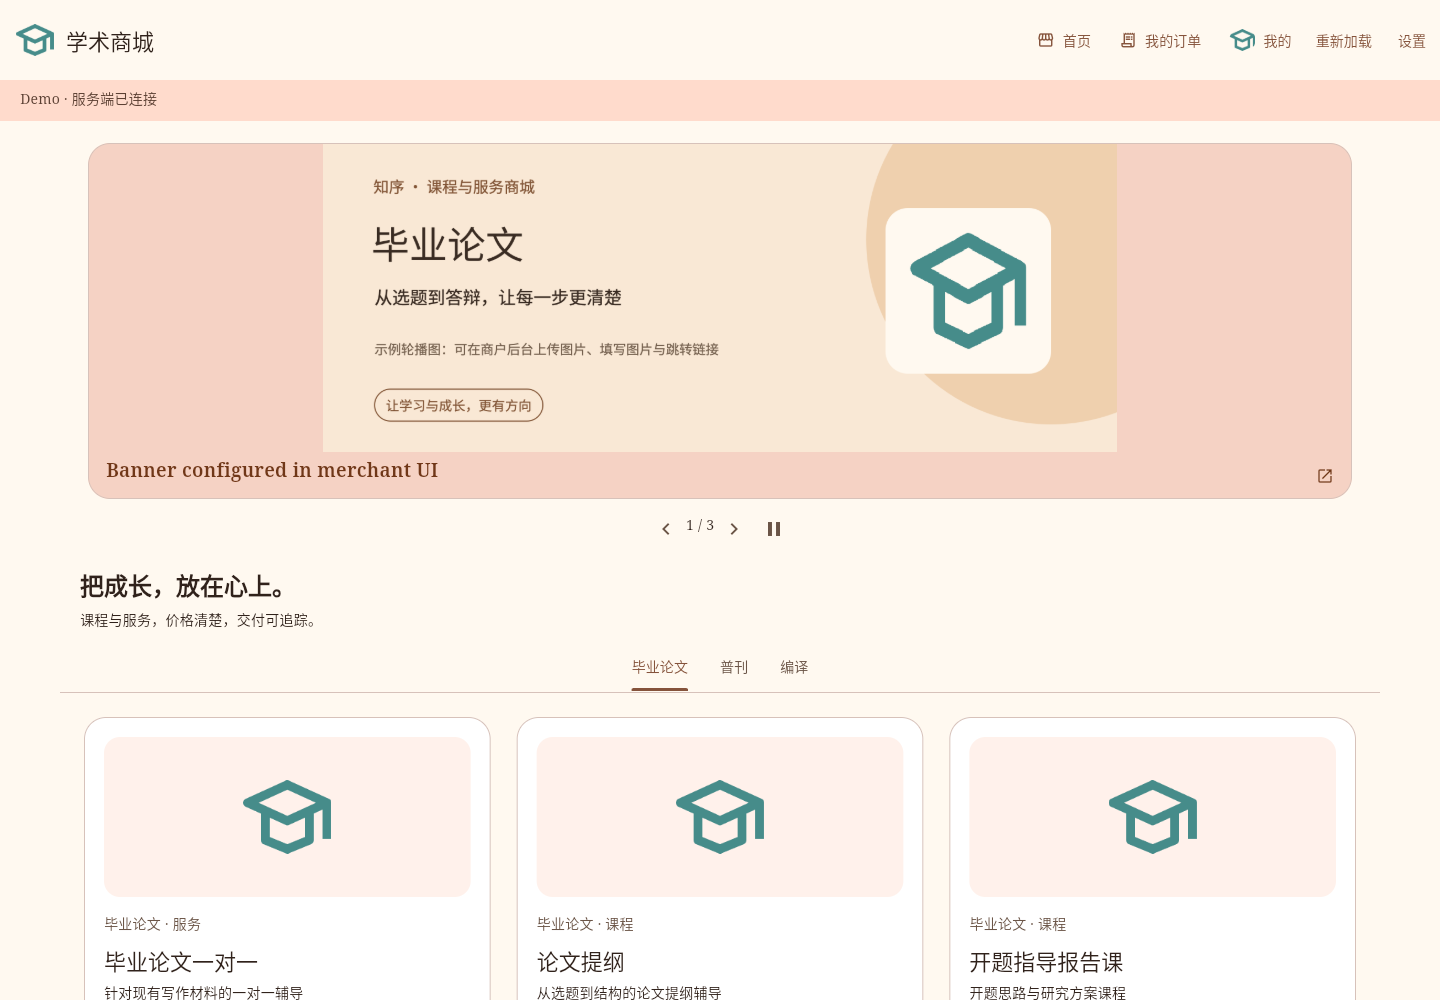 学术商城
首页
我的订单
我的
重新加载
设置
Demo · 服务端已连接
知序 · 课程与服务商城
毕业论文
从选题到答辩，让每一步更清楚
示例轮播图：可在商户后台上传图片、填写图片与跳转链接
让学习与成长，更有方向
Banner configured in merchant UI
1 / 3
把成长，放在心上。
课程与服务，价格清楚，交付可追踪。
毕业论文
普刊
编译
毕业论文 · 服务
毕业论文一对一
针对现有写作材料的一对一辅导
毕业论文 · 课程
论文提纲
从选题到结构的论文提纲辅导
毕业论文 · 课程
开题指导报告课
开题思路与研究方案课程